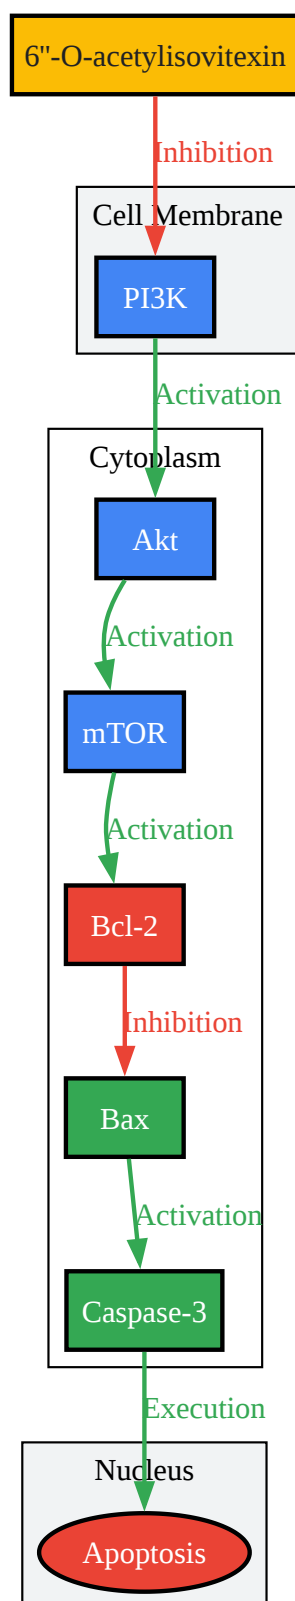 6"-O-acetylisovitexin
Inhibition
Cell Membrane
PI3K
Activation
Cytoplasm
Akt
Activation
mTOR
Activation
Bcl-2
Inhibition
Bax
Activation
Caspase-3
Execution
Nucleus
Apoptosis